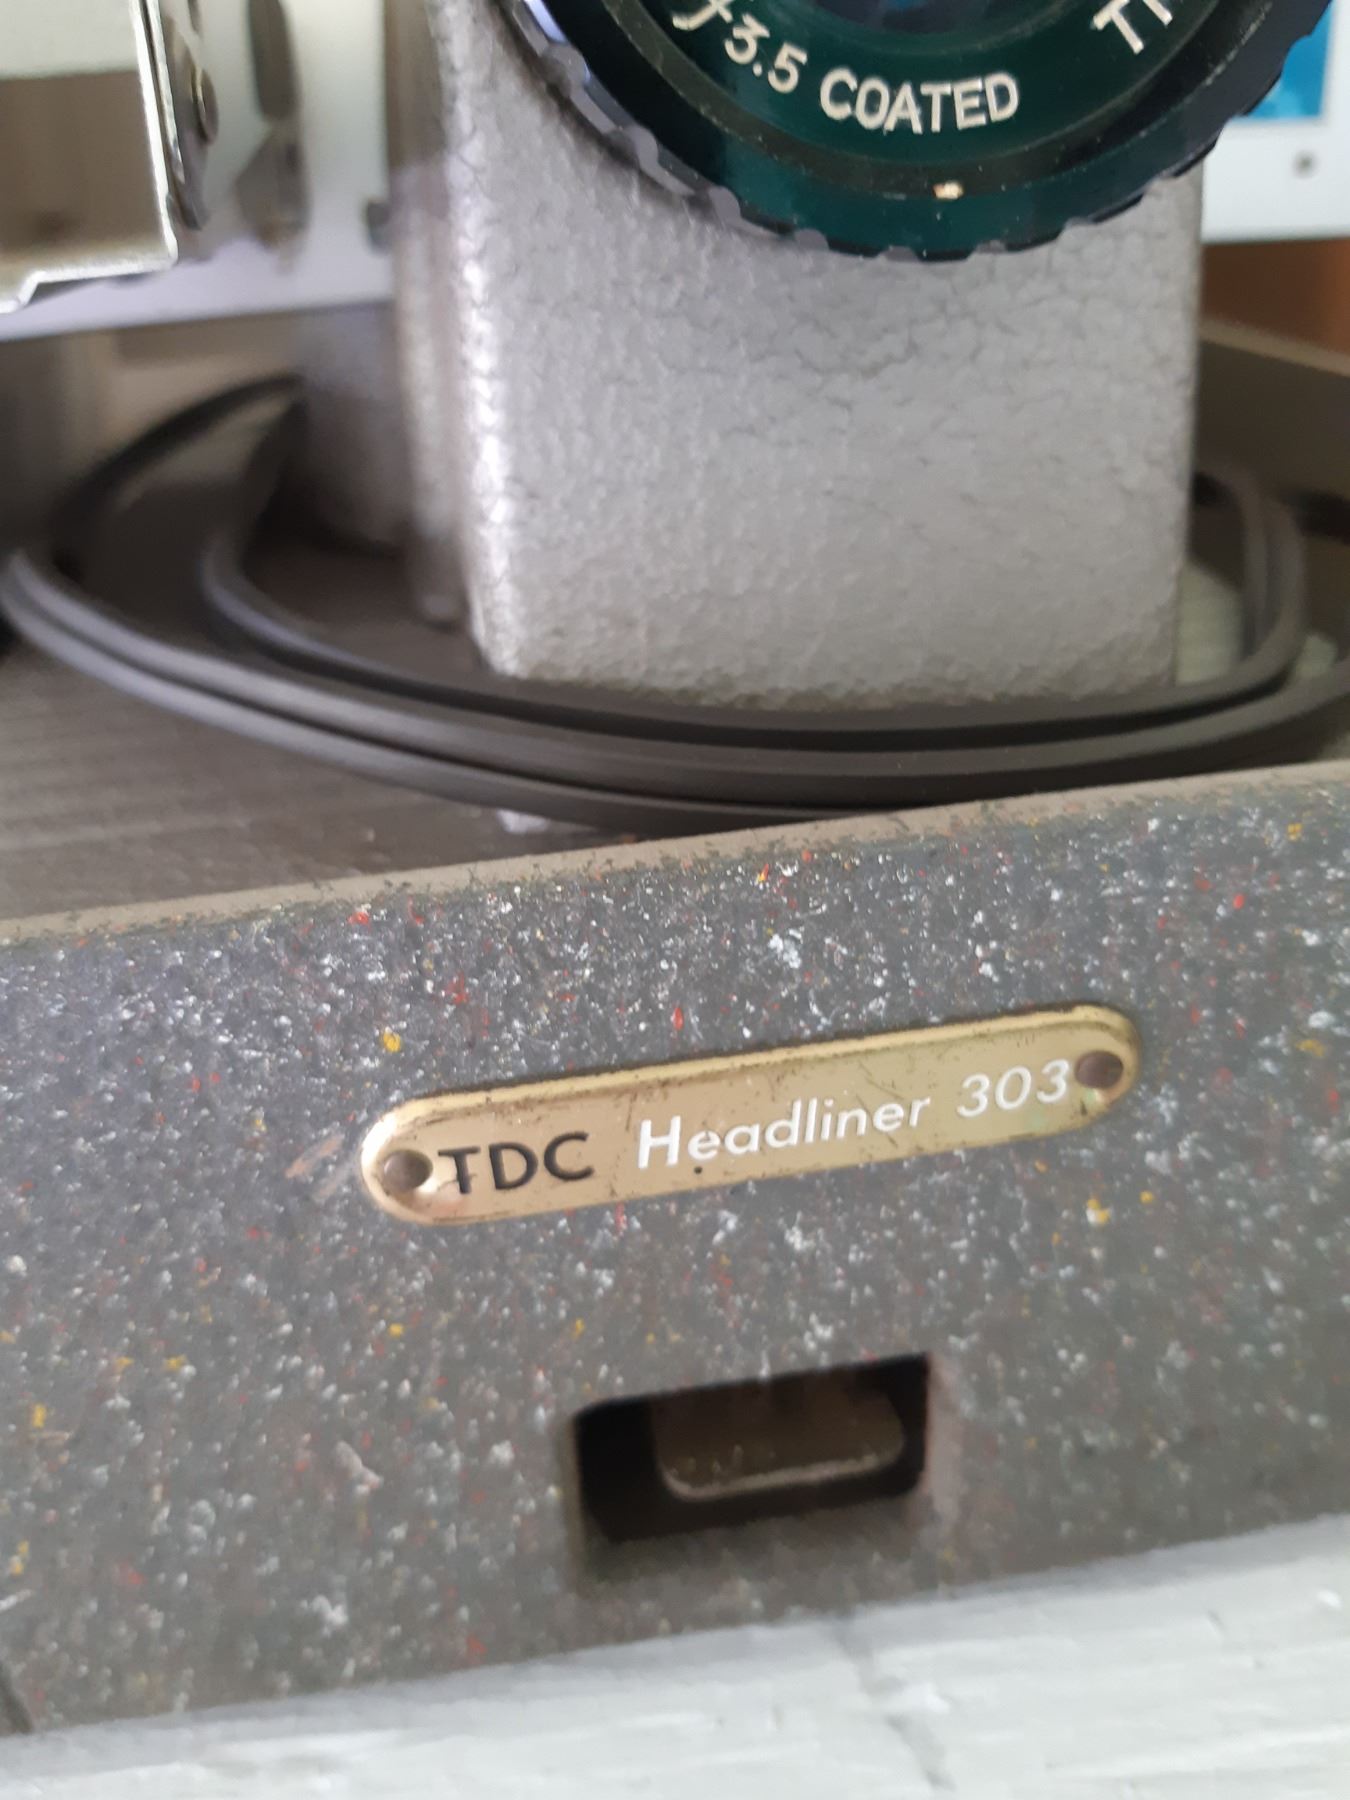 f3.5 COATED
TDC Headliner 303